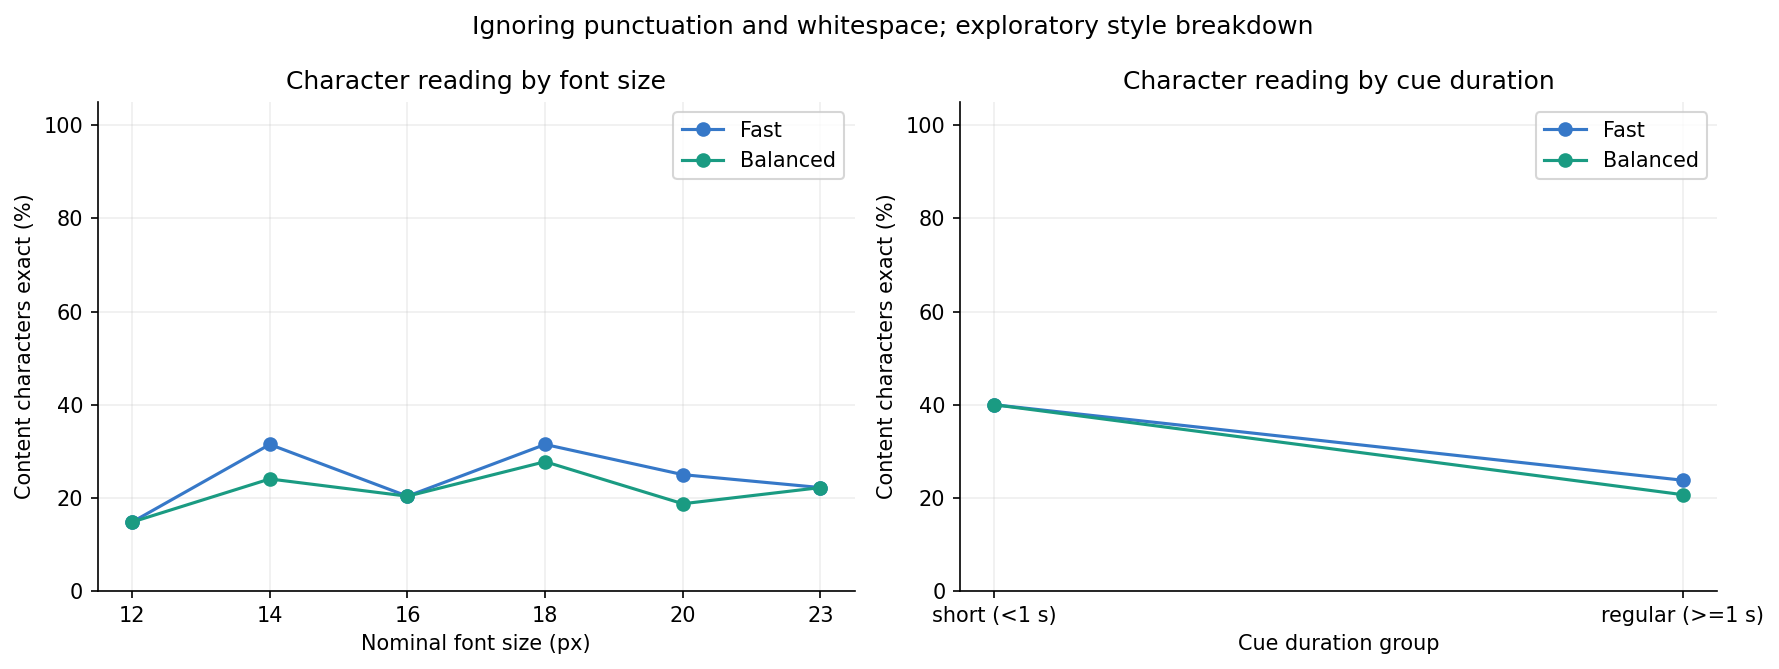 Ignoring punctuation and whitespace; exploratory style breakdown
Character reading by font size
Content characters exact (%)
100
80
60
40
20
0
Fast
Balanced
12 14 16 18 20 23
Nominal font size (px)
Character reading by cue duration
Content characters exact (%)
100
80
60
40
20
0
Fast
Balanced
short (<1 s) regular (>=1 s)
Cue duration group